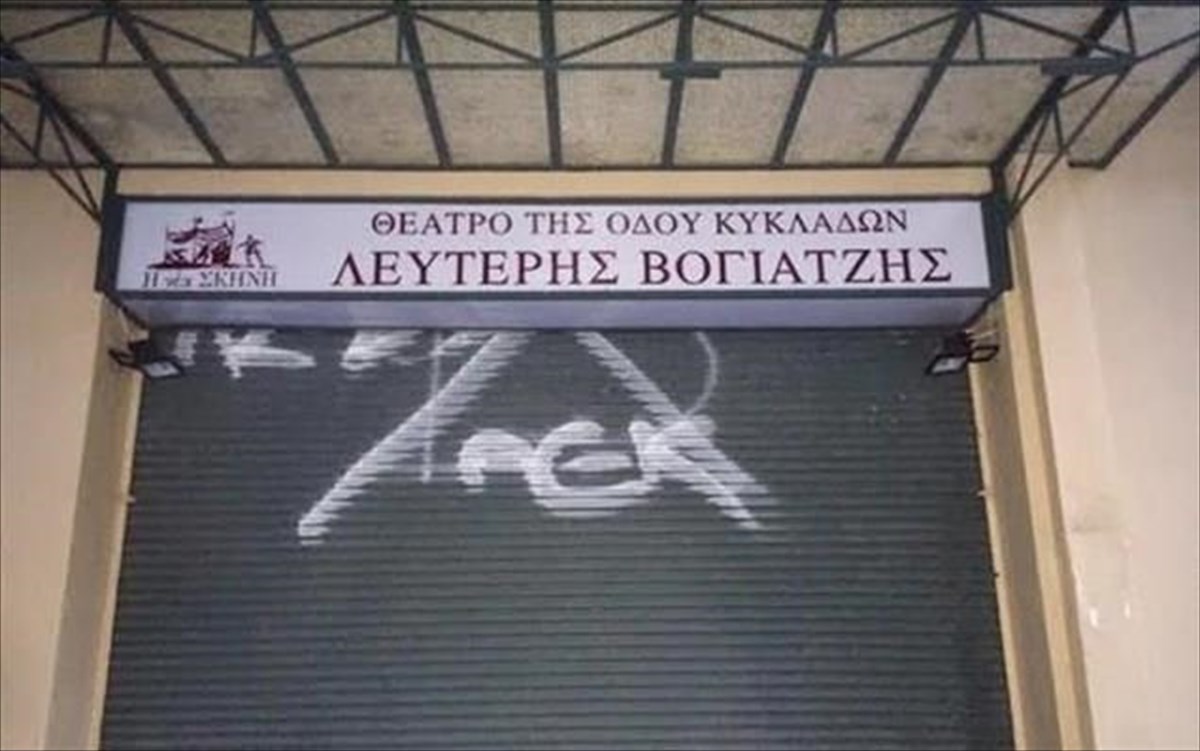 ΘΕΑΤΡΟ ΤΗΣ ΟΔΟΥ ΚΥΚΛΑΔΩΝ
ΛΕΥΤΕΡΗΣ ΒΟΓΙΑΤΖΗΣ
Η νέα ΣΚΗΝΗ